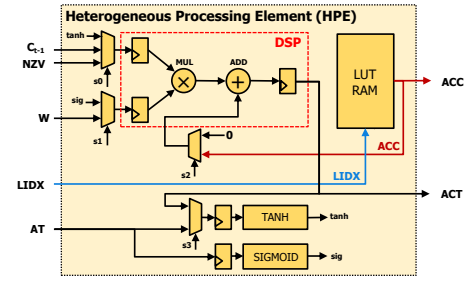 Heterogeneous Processing Element (HPE)
tanh
DSP
Ct-1
NZV
MUL
ADD
LUT
RAM
ACC
s0
sig
W
s1
0
ACC
s2
LIDX
LIDX
ACT
AT
TANH
tanh
s3
SIGMOID
sig